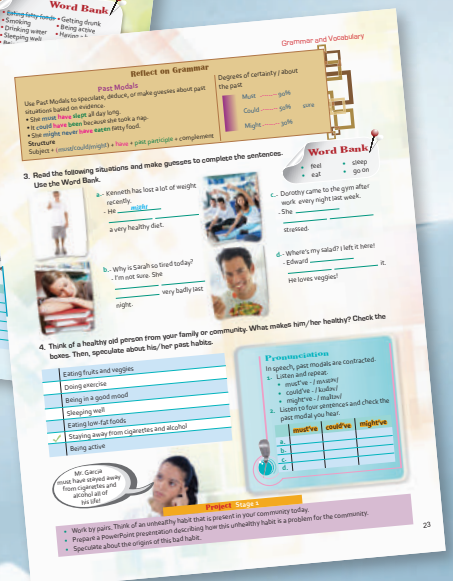 Word Bank
• Eating fatty foods • Getting drunk
• Smoking • Being active
• Drinking water
• Sleeping well
Grammar and Vocabulary
Reflect on Grammar
Past Modals
Use Past Modals to speculate, deduce, or make guesses about past
situations based on evidence.
• She must have slept all day long.
• It could have been because she took a nap.
• She might never have eaten fatty food.
Structure
Subject + (must/could/might) + have + past participle + complement
Degrees of certainty / about
the past
Must 90%
Could 50% sure
Might 30%
3. Read the following situations and make guesses to complete the sentences.
Use the Word Bank.
Word Bank
• feel • sleep
• eat • go on
a.- Kenneth has lost a lot of weight
recently.
- He might
a very healthy diet.
b.- Why is Sarah so tired today?
- I'm not sure. She
very badly last
night.
c.- Dorothy came to the gym after
work every night last week.
- She
stressed.
d.- Where's my salad? I left it here!
- Edward
it.
He loves veggies!
4. Think of a healthy old person from your family or community. What makes him/her healthy? Check the
boxes. Then, speculate about his/her past habits.
Eating fruits and veggies
Doing exercise
Being in a good mood
Sleeping well
Eating low-fat foods
✓ Staying away from cigarettes and alcohol
Being active
Mr. Garcia
must have stayed away
from cigarettes and
alcohol all of
his life!
Pronunciation
In speech, past modals are contracted.
1. Listen and repeat.
• must've -
• could've -
• might've -
2. Listen to four sentences and check the
past modal you hear.
must've could've might've
a.
b.
c.
d.
Project Stage 1
• Work by pairs. Think of an unhealthy habit that is present in your community today.
• Prepare a PowerPoint presentation describing how this unhealthy habit is a problem for the community.
• Speculate about the origins of this bad habit.
23